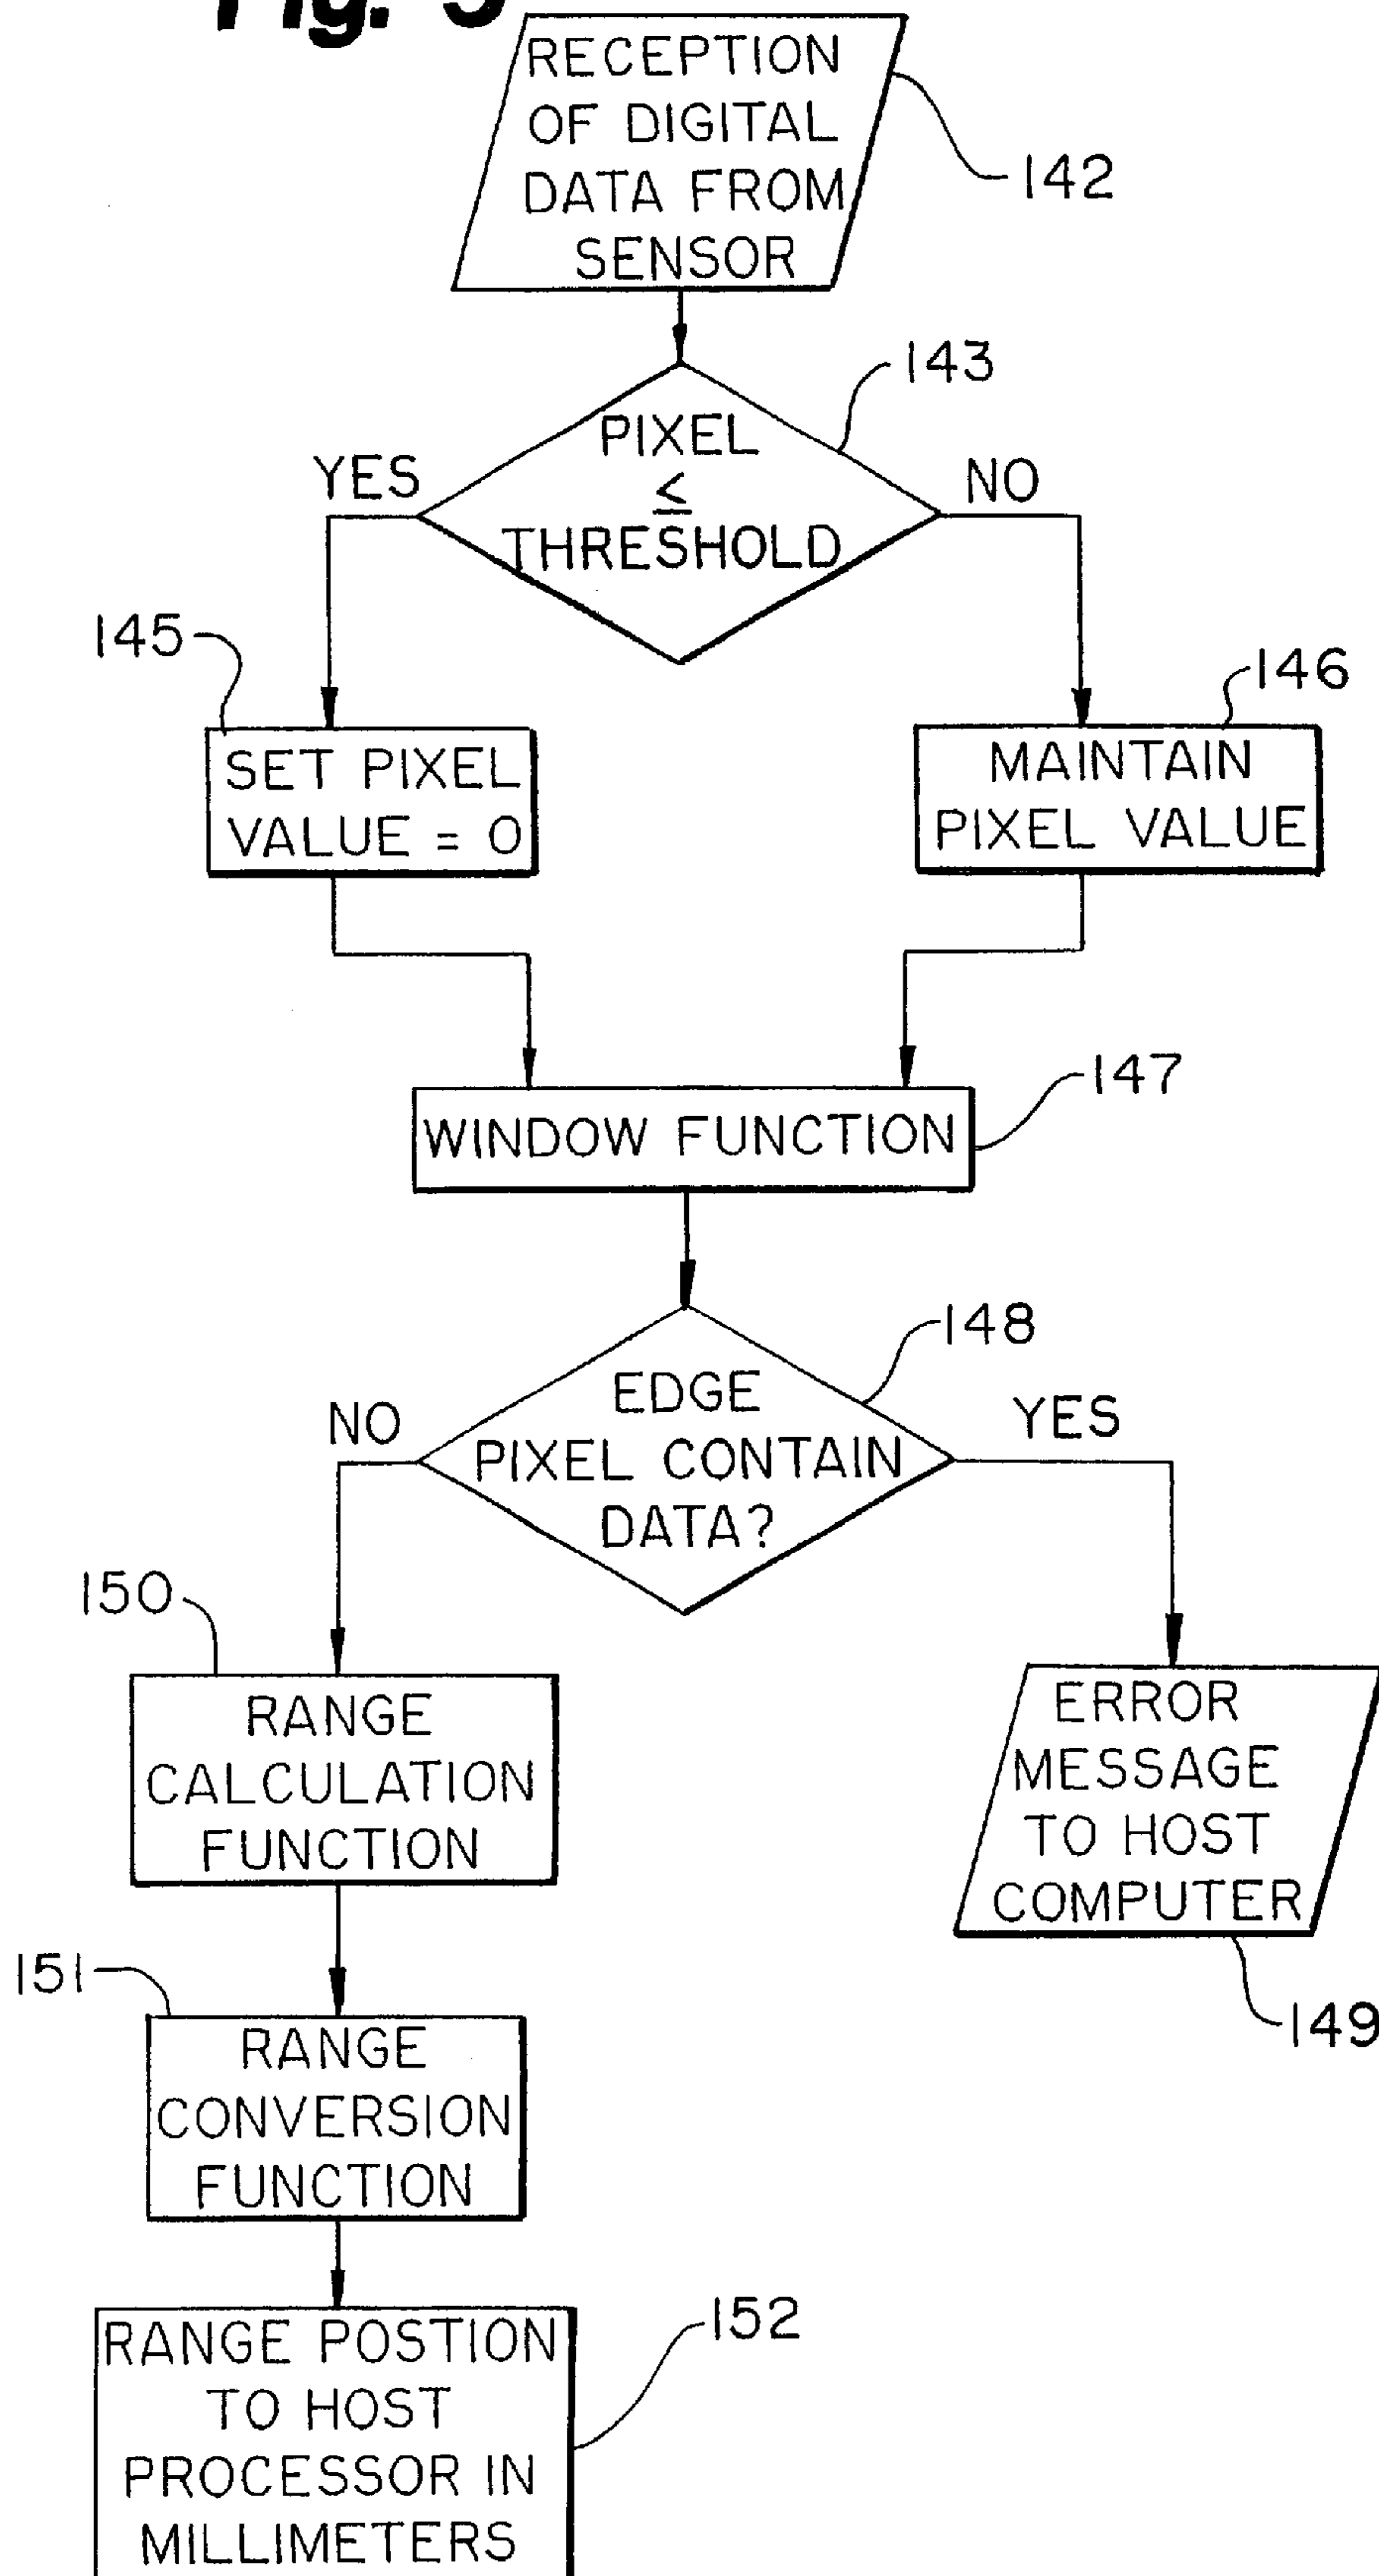 Fig. 9
RECEPTION
OF DIGITAL
DATA FROM
SENSOR
142
143
PIXEL
≤
THRESHOLD
YES
NO
145
146
SET PIXEL
VALUE = 0
MAINTAIN
PIXEL VALUE
147
WINDOW FUNCTION
148
EDGE
PIXEL CONTAIN
DATA?
NO
YES
150
RANGE
CALCULATION
FUNCTION
ERROR
MESSAGE
TO HOST
COMPUTER
149
151
RANGE
CONVERSION
FUNCTION
152
RANGE POSTION
TO HOST
PROCESSOR IN
MILLIMETERS